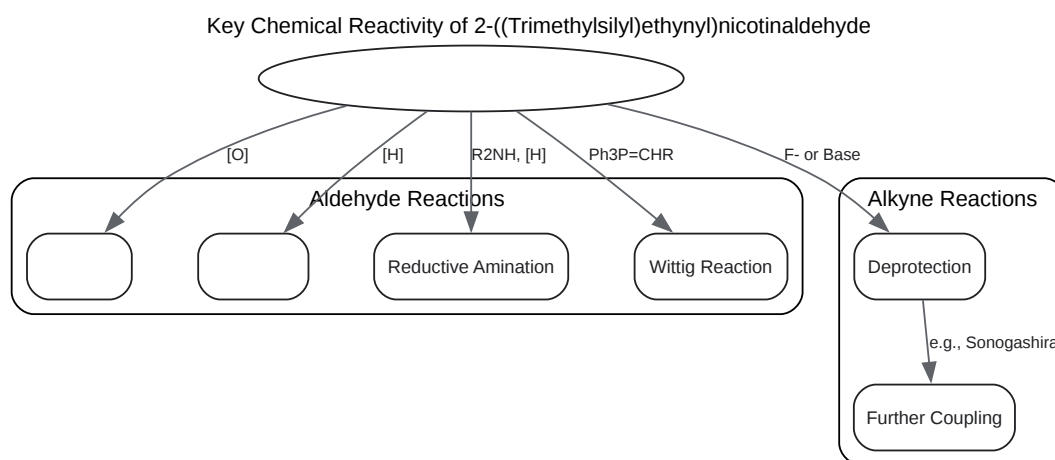 Key Chemical Reactivity of 2-((Trimethylsilyl)ethynyl)nicotinaldehyde
[O]
[H]
R2NH, [H]
Ph3P=CHR
F- or Base
Aldehyde Reactions
Alkyne Reactions
Reductive Amination
Wittig Reaction
Deprotection
e.g., Sonogashira
Further Coupling